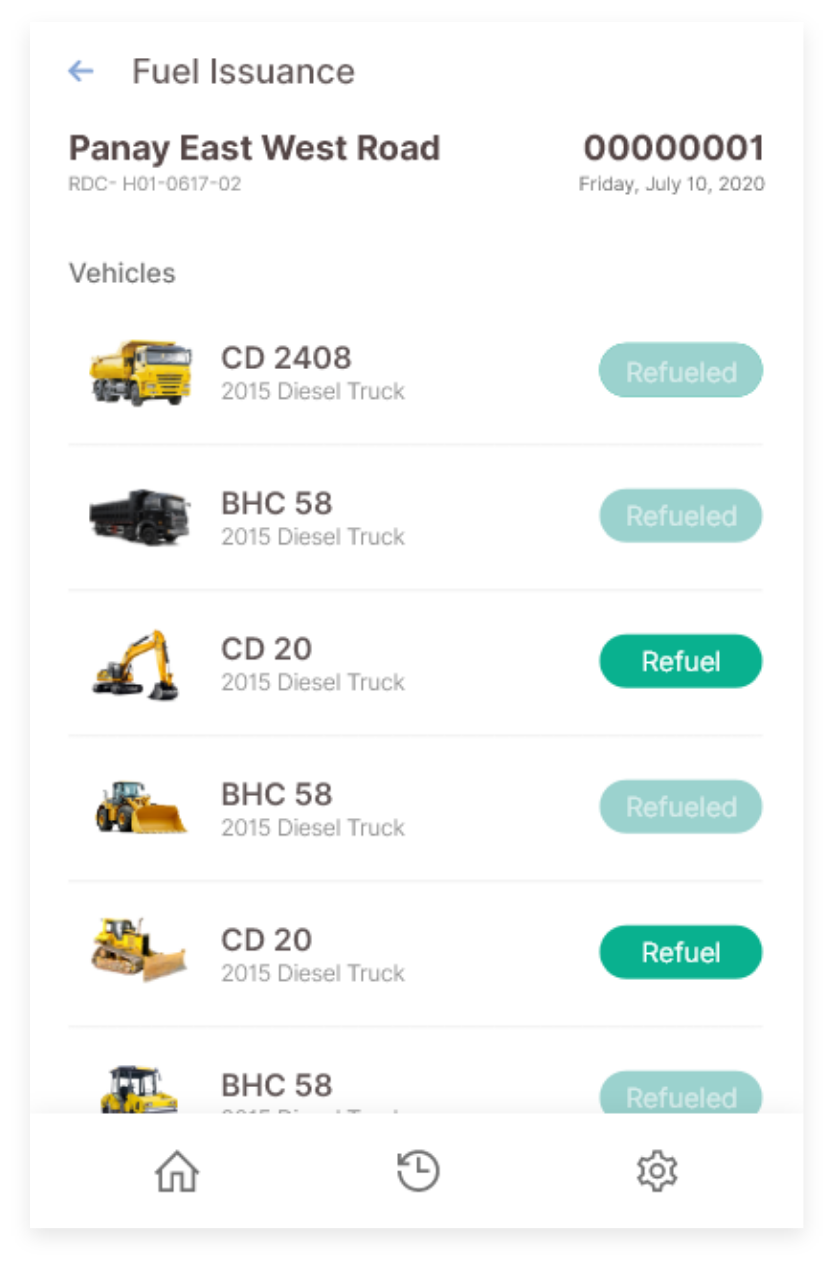 Fuel Issuance
Panay East West Road 00000001
RDC- H01-0617-02 Friday, July 10, 2020
Vehicles
CD 2408
2015 Diesel Truck
Refueled
BHC 58
2015 Diesel Truck
Refueled
CD 20
2015 Diesel Truck
Refuel
BHC 58
2015 Diesel Truck
Refueled
CD 20
2015 Diesel Truck
Refuel
BHC 58
Refueled